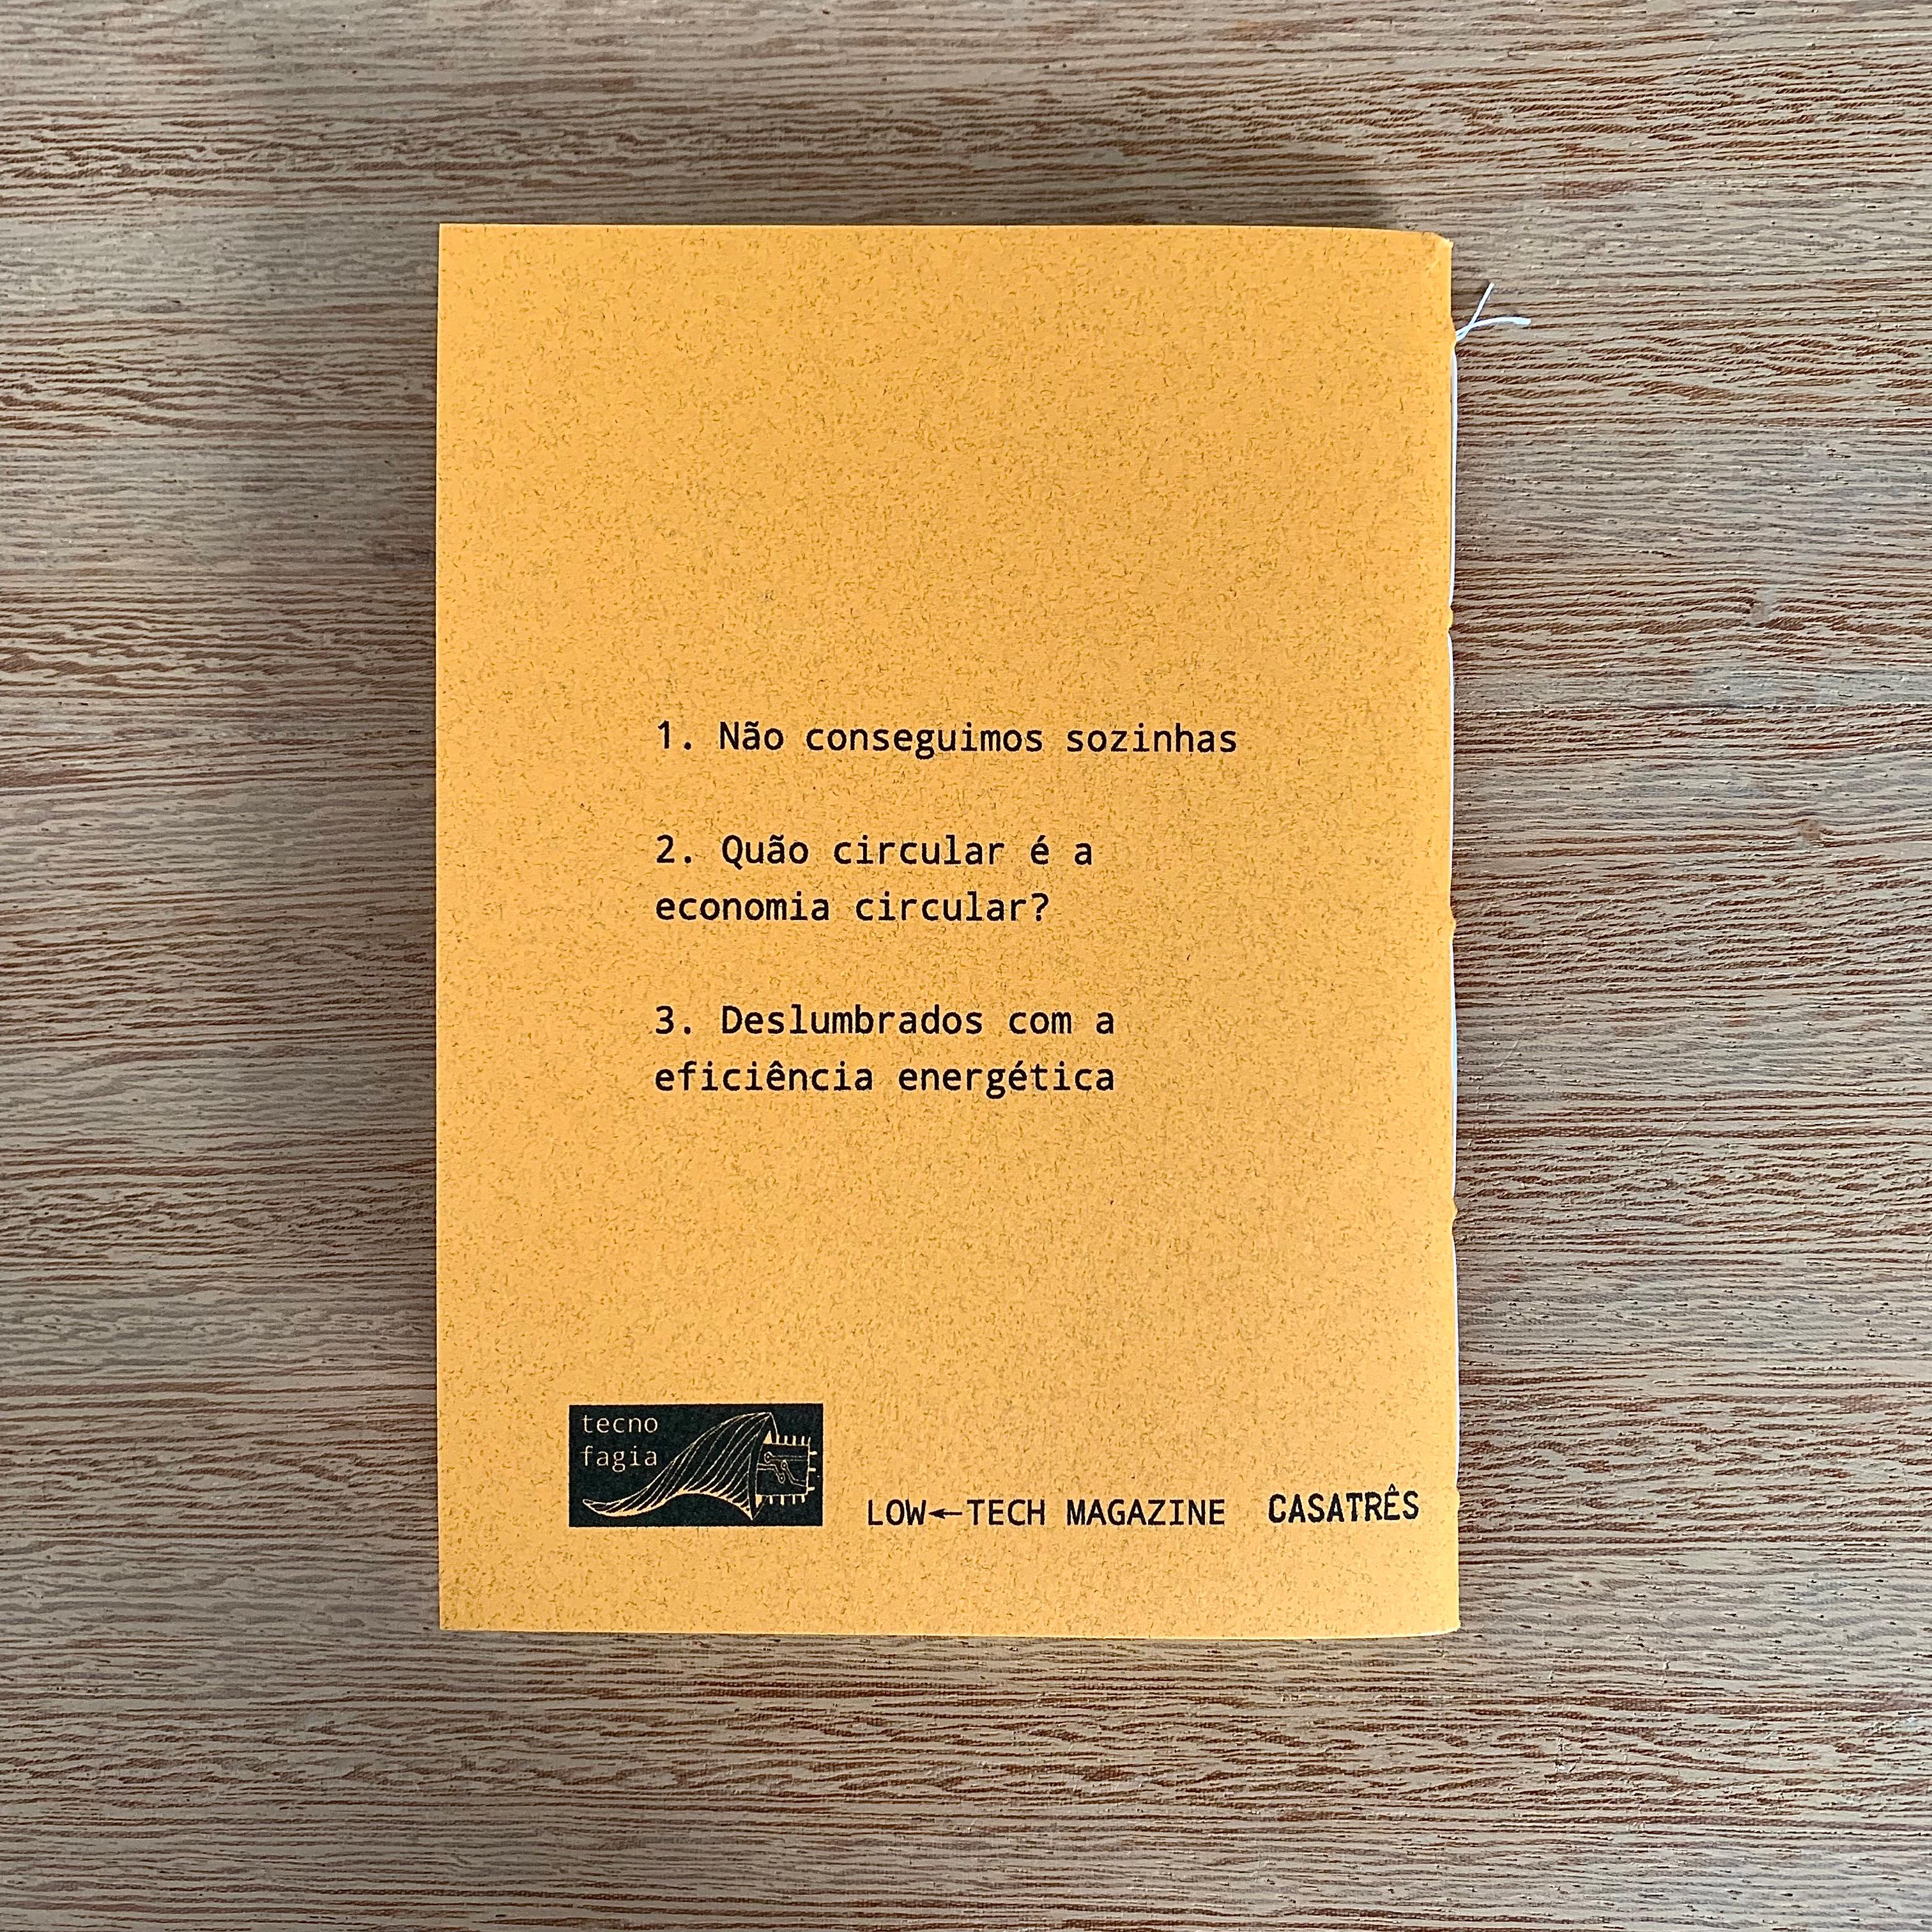 1. Não conseguimos sozinhas
2. Quão circular é a
economia circular?
3. Deslumbrados com a
eficiência energética
tecno
fagia
LOW←TECH MAGAZINE CASATRÊS